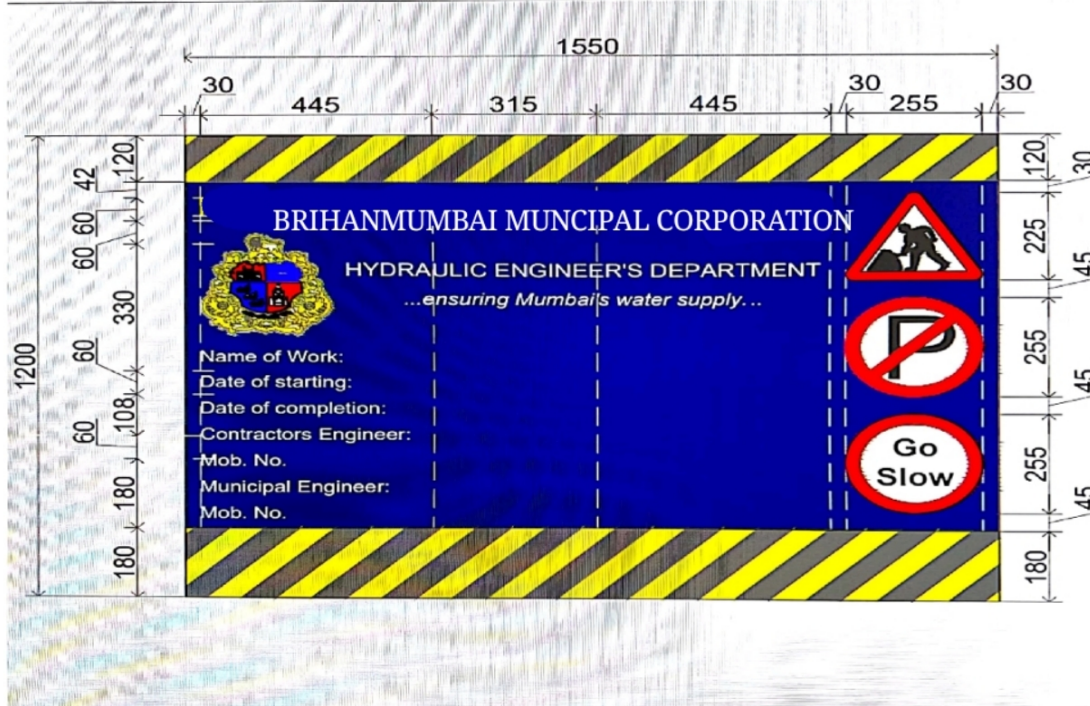 1550
30 445 315 445 30 255 30
120
42
60
60
330
60
108
60
180
180
1200
BRIHANMUMBAI MUNCIPAL CORPORATION
HYDRAULIC ENGINEER'S DEPARTMENT
...ensuring Mumbai's water supply...
Name of Work:
Date of starting:
Date of completion:
Contractors Engineer:
Mob. No.
Municipal Engineer:
Mob. No.
P
Go
Slow
120
30
225
45
255
45
255
45
180